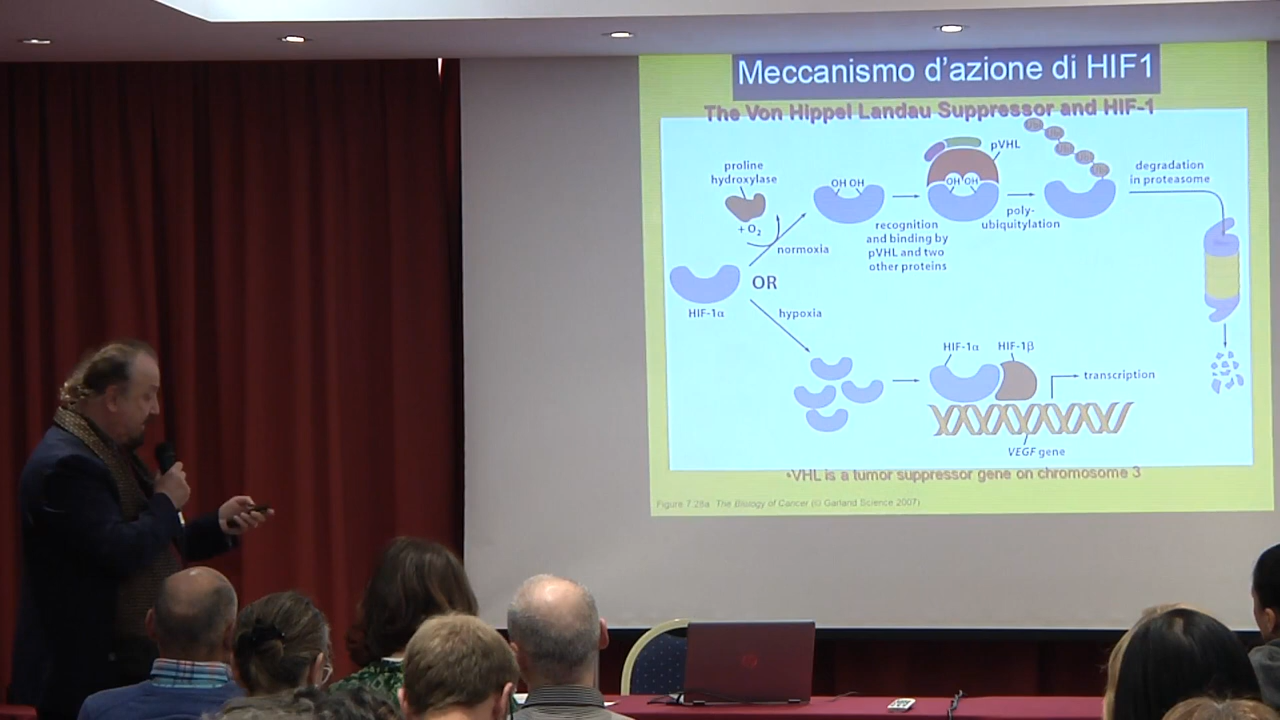 Meccanismo d'azione di HIF1
The Von Hippel Landau Suppressor and HIF-1
proline
hydroxylase
+ O2
normoxia
OH OH
recognition
and binding by
pVHL and two
other proteins
pVHL
OH OH
poly-
ubiquitylation
degradation
in proteasome
HIF-1α
OR
hypoxia
HIF-1α
HIF-1β
transcription
VEGF gene
•VHL is a tumor suppressor gene on chromosome 3
Figure 7.28a The Biology of Cancer (© Garland Science 2007)